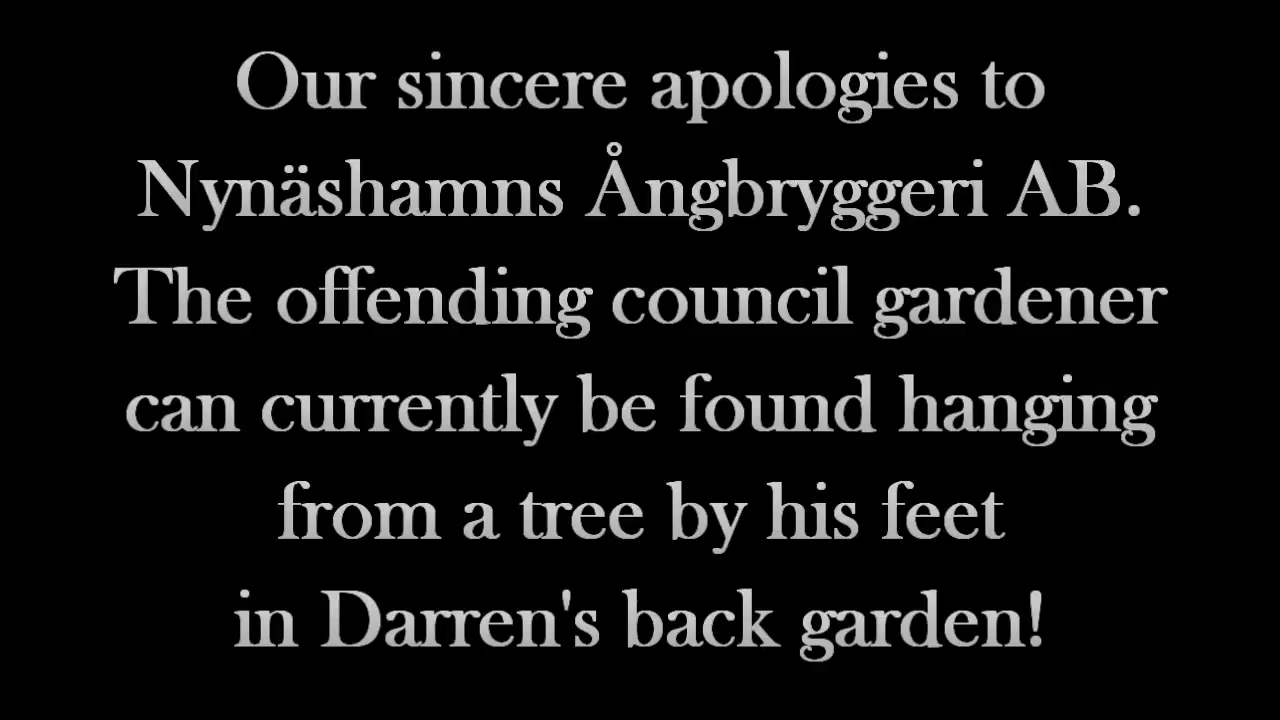 Our sincere apologies to
Nynäshamns Ångbryggeri AB.
The offending council gardener
can currently be found hanging
from a tree by his feet
in Darren's back garden!